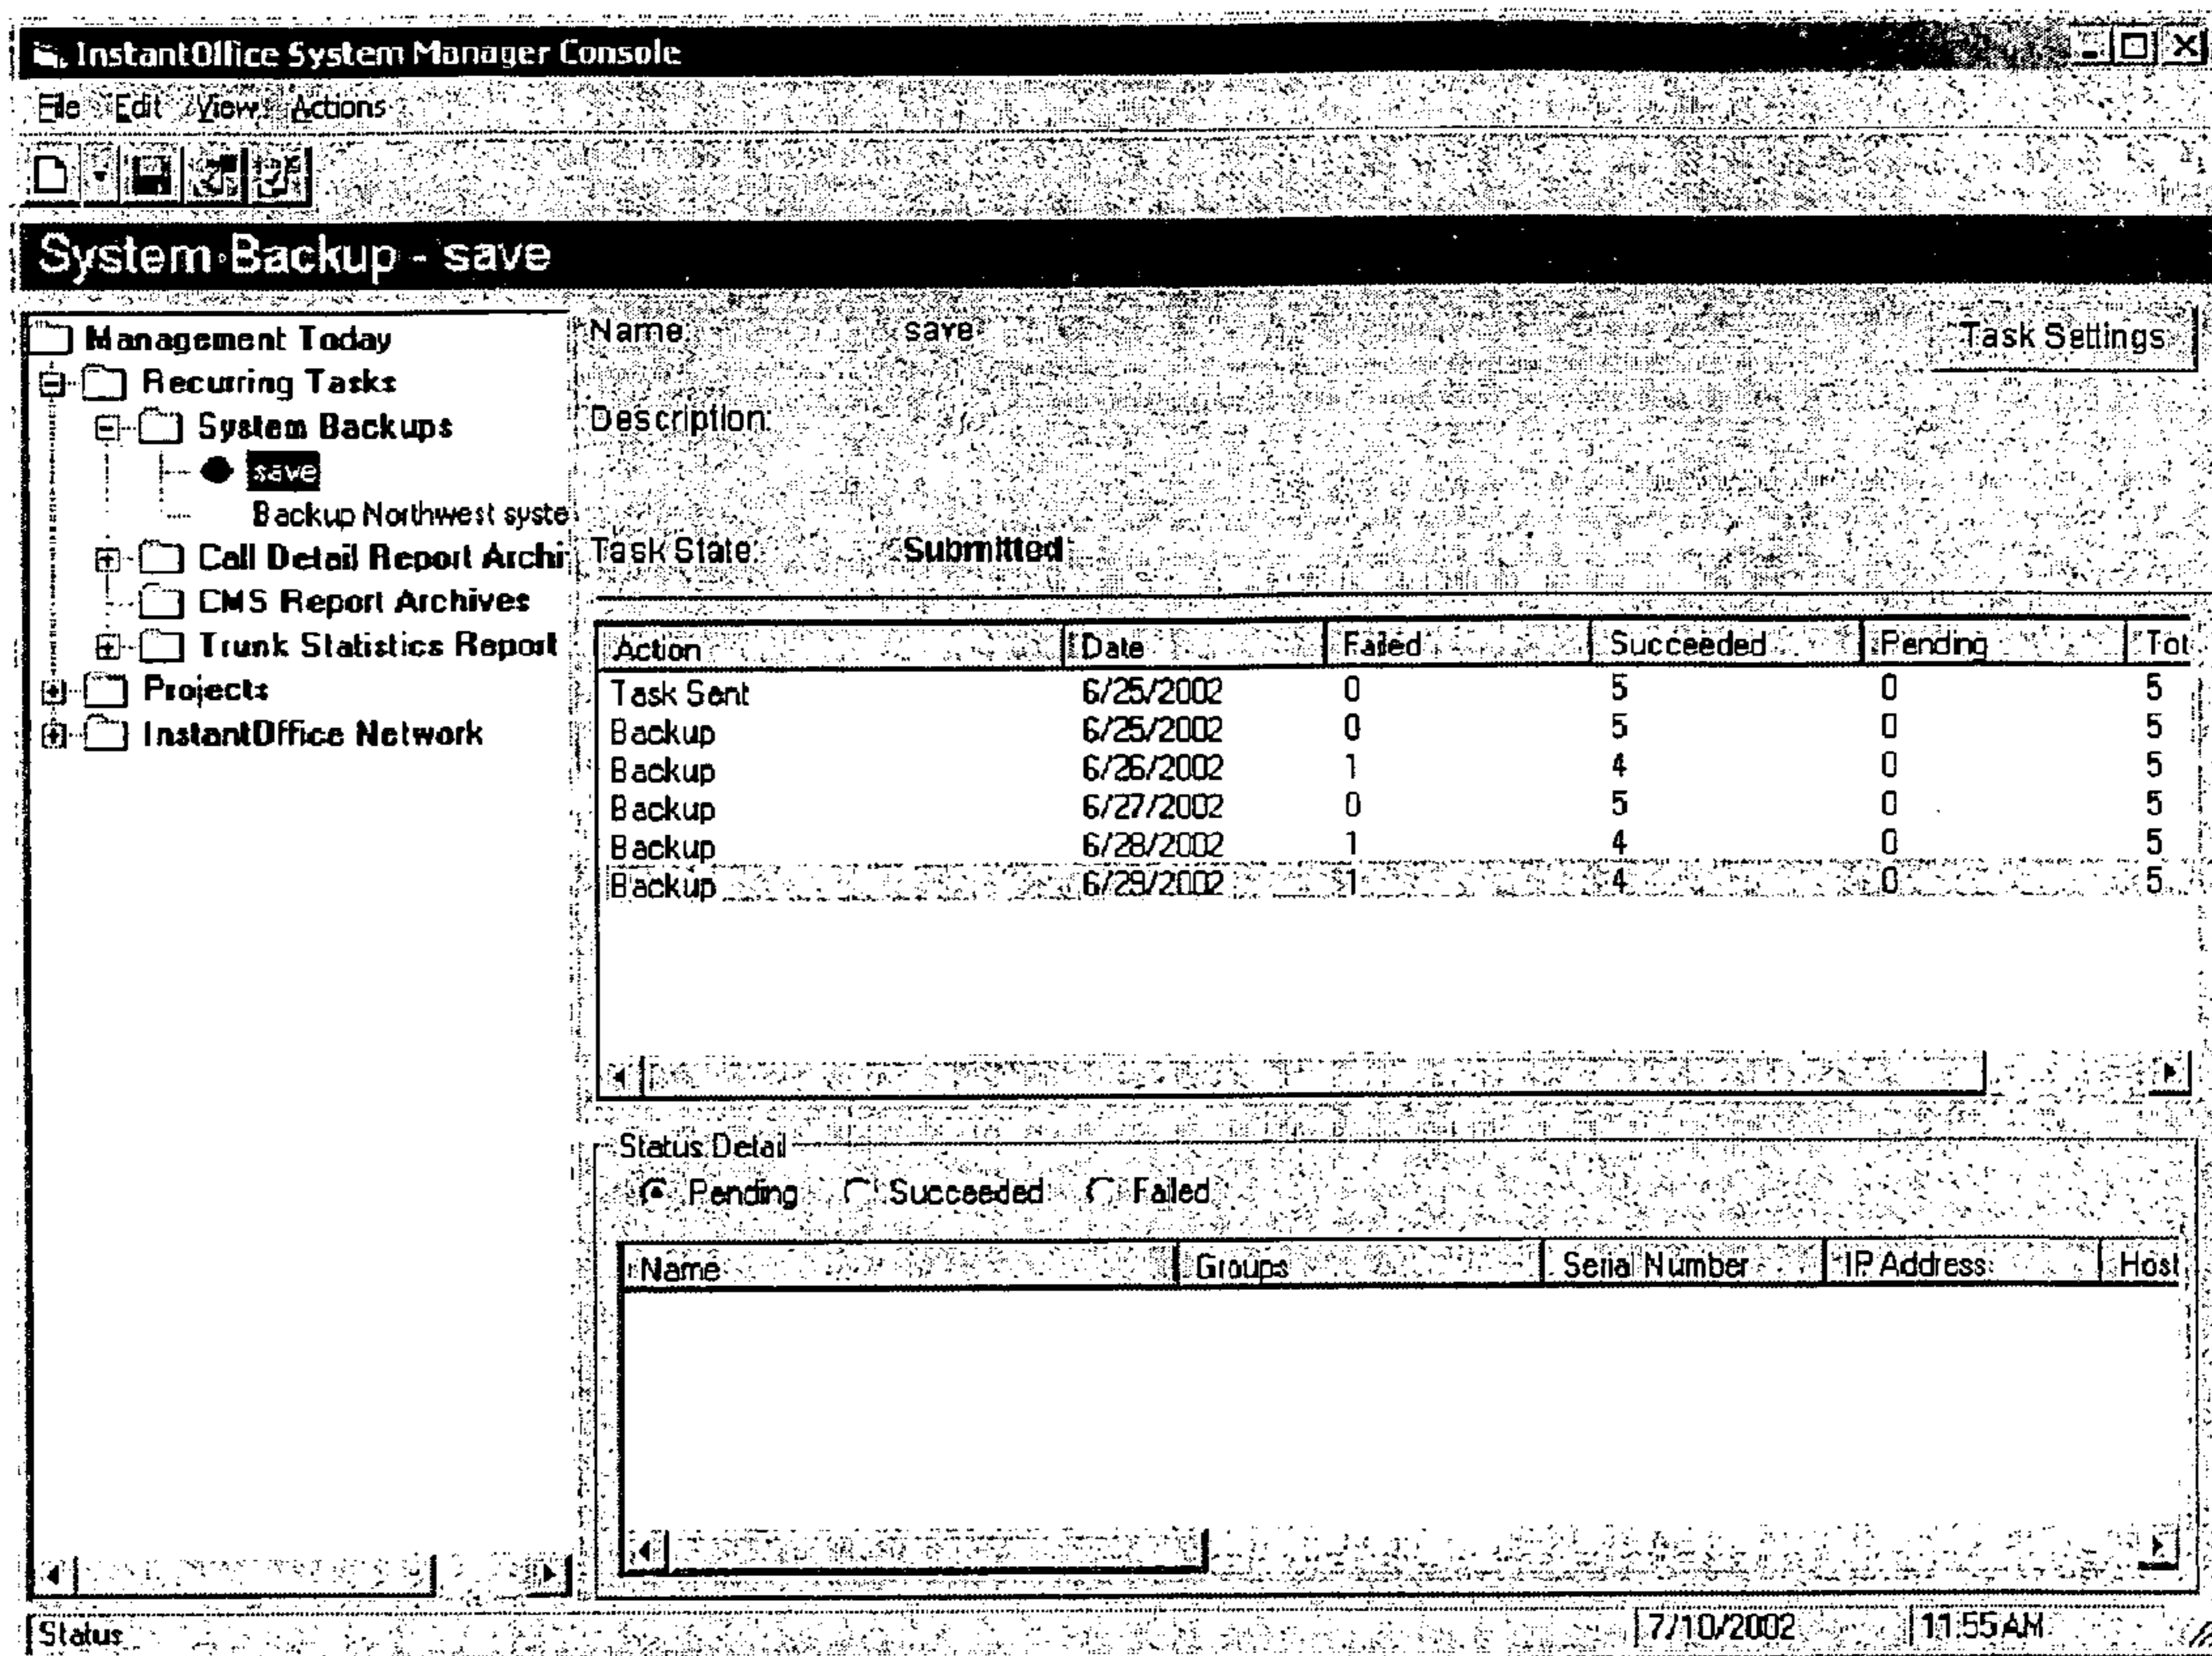 InstantOffice System Manager Console
File Edit View Actions
System Backup - save
Management Today
Recurring Tasks
System Backups
save
Backup Northwest syste
Call Detail Report Archi
CMS Report Archives
Trunk Statistics Report
Projects
InstantOffice Network
Name: save
Task Settings
Description:
Task State: Submitted
Action Date Failed Succeeded Pending Tot
Task Sent 6/25/2002 0 5 0 5
Backup 6/25/2002 0 5 0 5
Backup 6/26/2002 1 4 0 5
Backup 6/27/2002 0 5 0 5
Backup 6/28/2002 1 4 0 5
Backup 6/29/2002 1 4 0 5
Status Detail
Pending Succeeded Failed
Name Groups Serial Number IP Address Host
Status 7/10/2002 11:55 AM